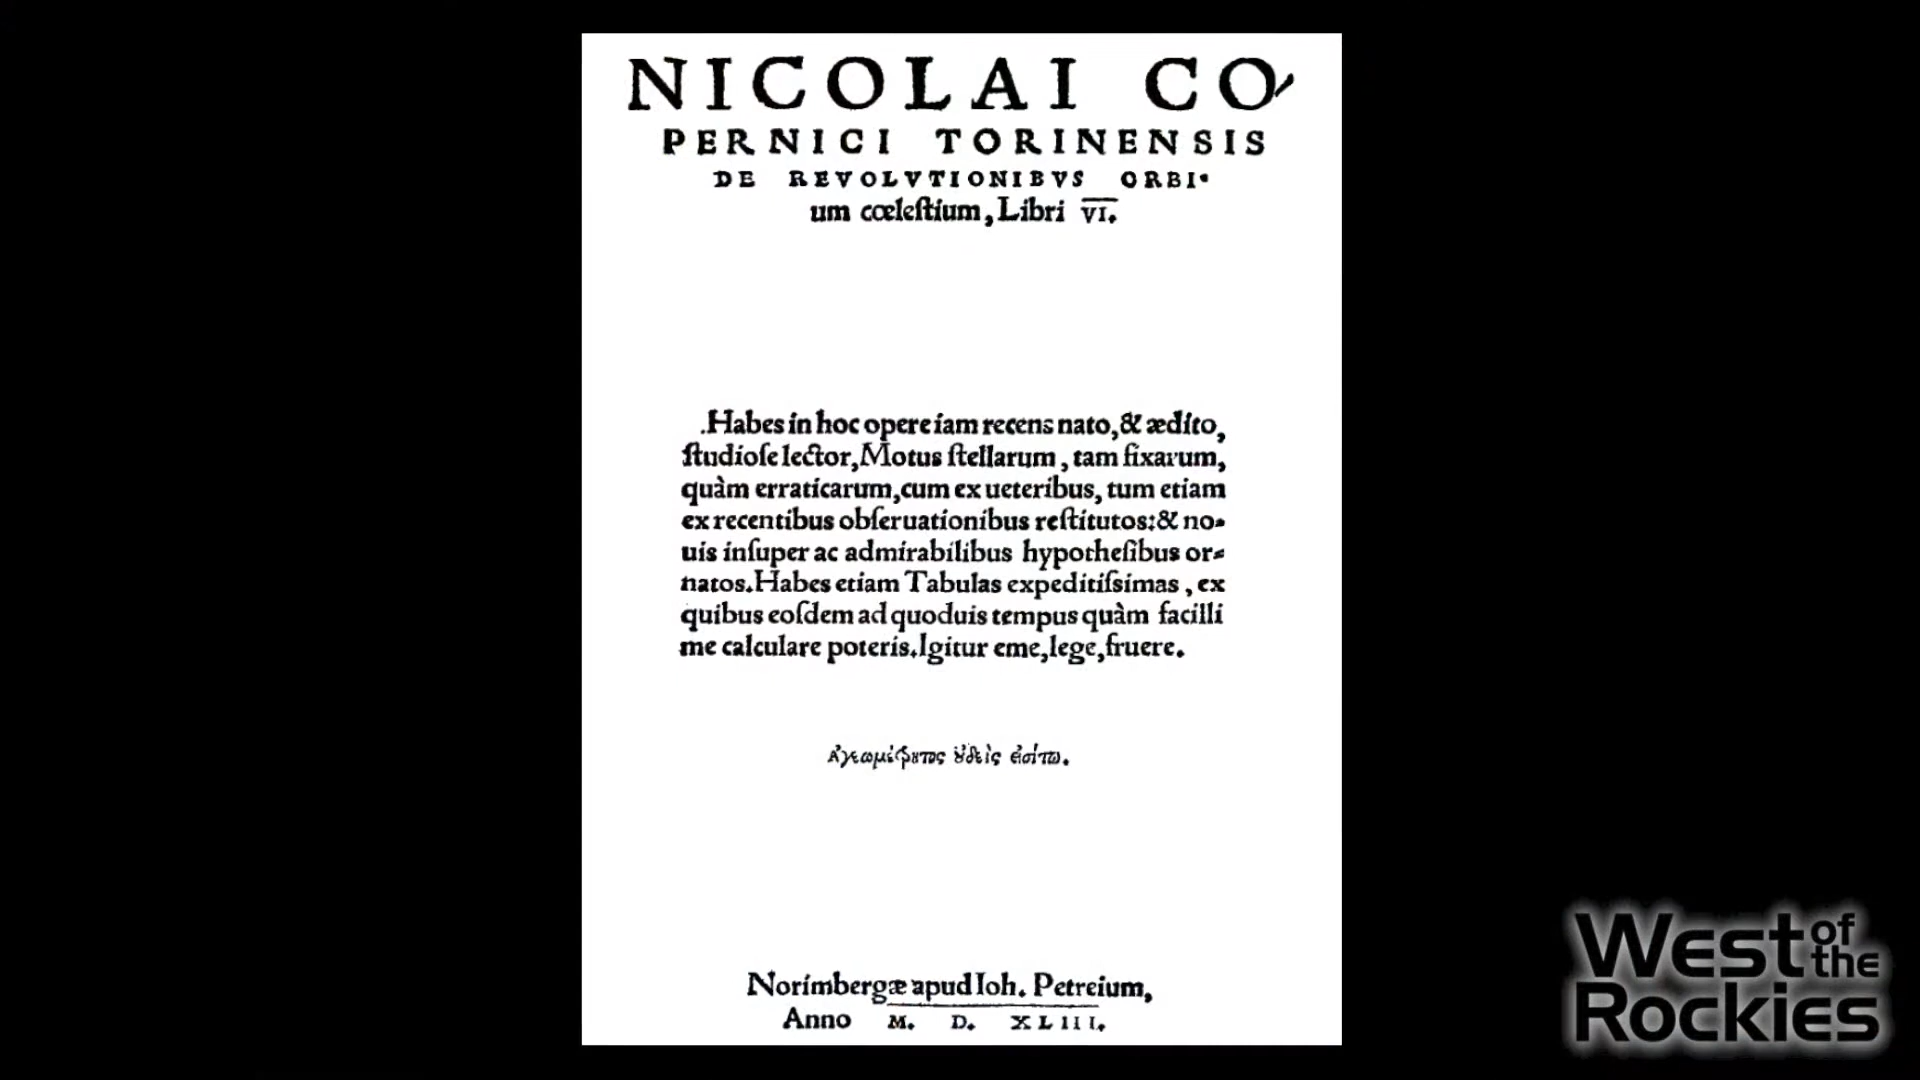 NICOLAI CO-
PERNICI TORINENSIS
DE REVOLVTIONIBVS ORBI-
um cœleſtium, Libri VI.
Habes in hoc opere iam recens nato, & ædito,
ſtudioſe lector, Motus ſtellarum, tam fixarum,
quàm erraticarum, cum ex ueteribus, tum etiam
ex recentibus obſeruationibus reſtitutos: & no-
uis inſuper ac admirabilibus hypotheſibus or-
natos. Habes etiam Tabulas expeditiſsimas, ex
quibus eoſdem ad quoduis tempus quàm facilli
me calculare poteris. Igitur eme, lege, fruere.
Ἀγεωμέτρητος οὐδεὶς εἰσίτω.
Norimbergæ apud Ioh. Petreium,
Anno M. D. XLIII.
West of the
Rockies